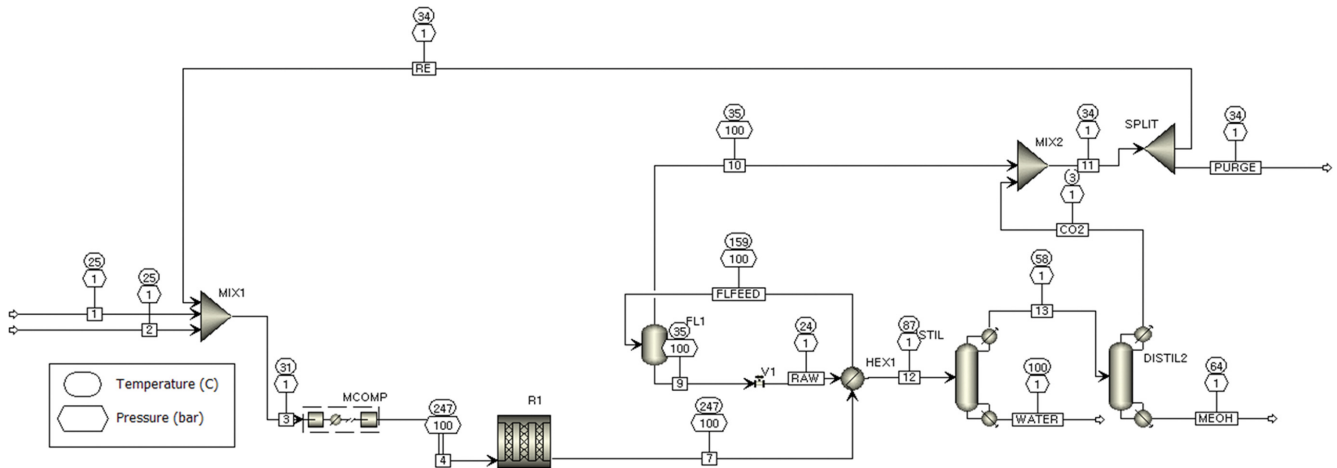 34
1
RE
35
100
10
MIX2
34
1
11
SPLIT
34
1
PURGE
3
1
CO2
25
1
1
25
1
2
MIX1
159
100
FLFEED
FL1
35
100
9
V1
24
1
RAW
HEX1
87
1
12
STIL
58
1
13
DISTIL2
100
1
WATER
64
1
MEOH
31
1
3
MCOMP
247
100
4
R1
247
100
7
Temperature (C)
Pressure (bar)